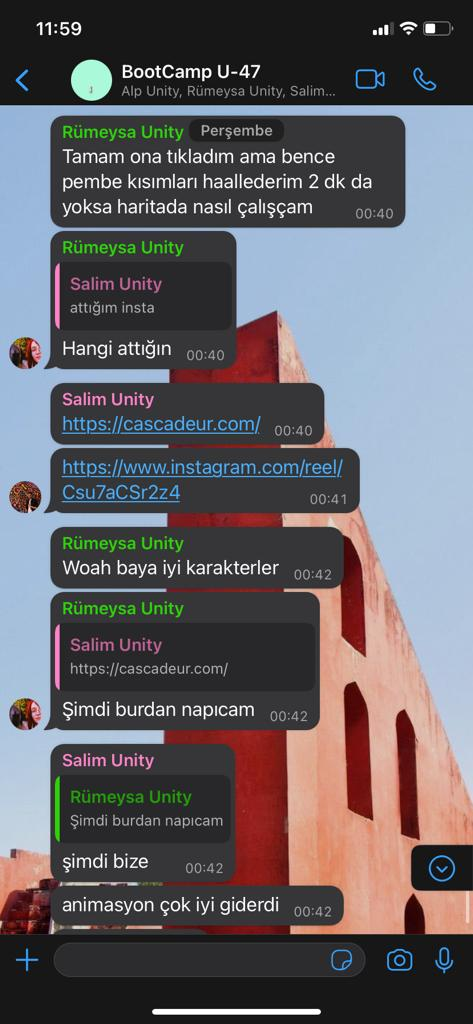 11:59
BootCamp U-47
Alp Unity, Rümeysa Unity, Salim...
Perşembe
Rümeysa Unity
Tamam ona tıkladım ama bence
pembe kısımları haallederim 2 dk da
yoksa haritada nasıl çalışçam
00:40
Rümeysa Unity
Salim Unity
attığım insta
Hangi attığın 00:40
Salim Unity
https://cascadeur.com/ 00:40
https://www.instagram.com/reel/
Csu7aCSr2z4
00:41
Rümeysa Unity
Woah baya iyi karakterler 00:42
Rümeysa Unity
Salim Unity
https://cascadeur.com/
Şimdi burdan napıcam 00:42
Salim Unity
Rümeysa Unity
Şimdi burdan napıcam
şimdi bize 00:42
animasyon çok iyi giderdi 00:42